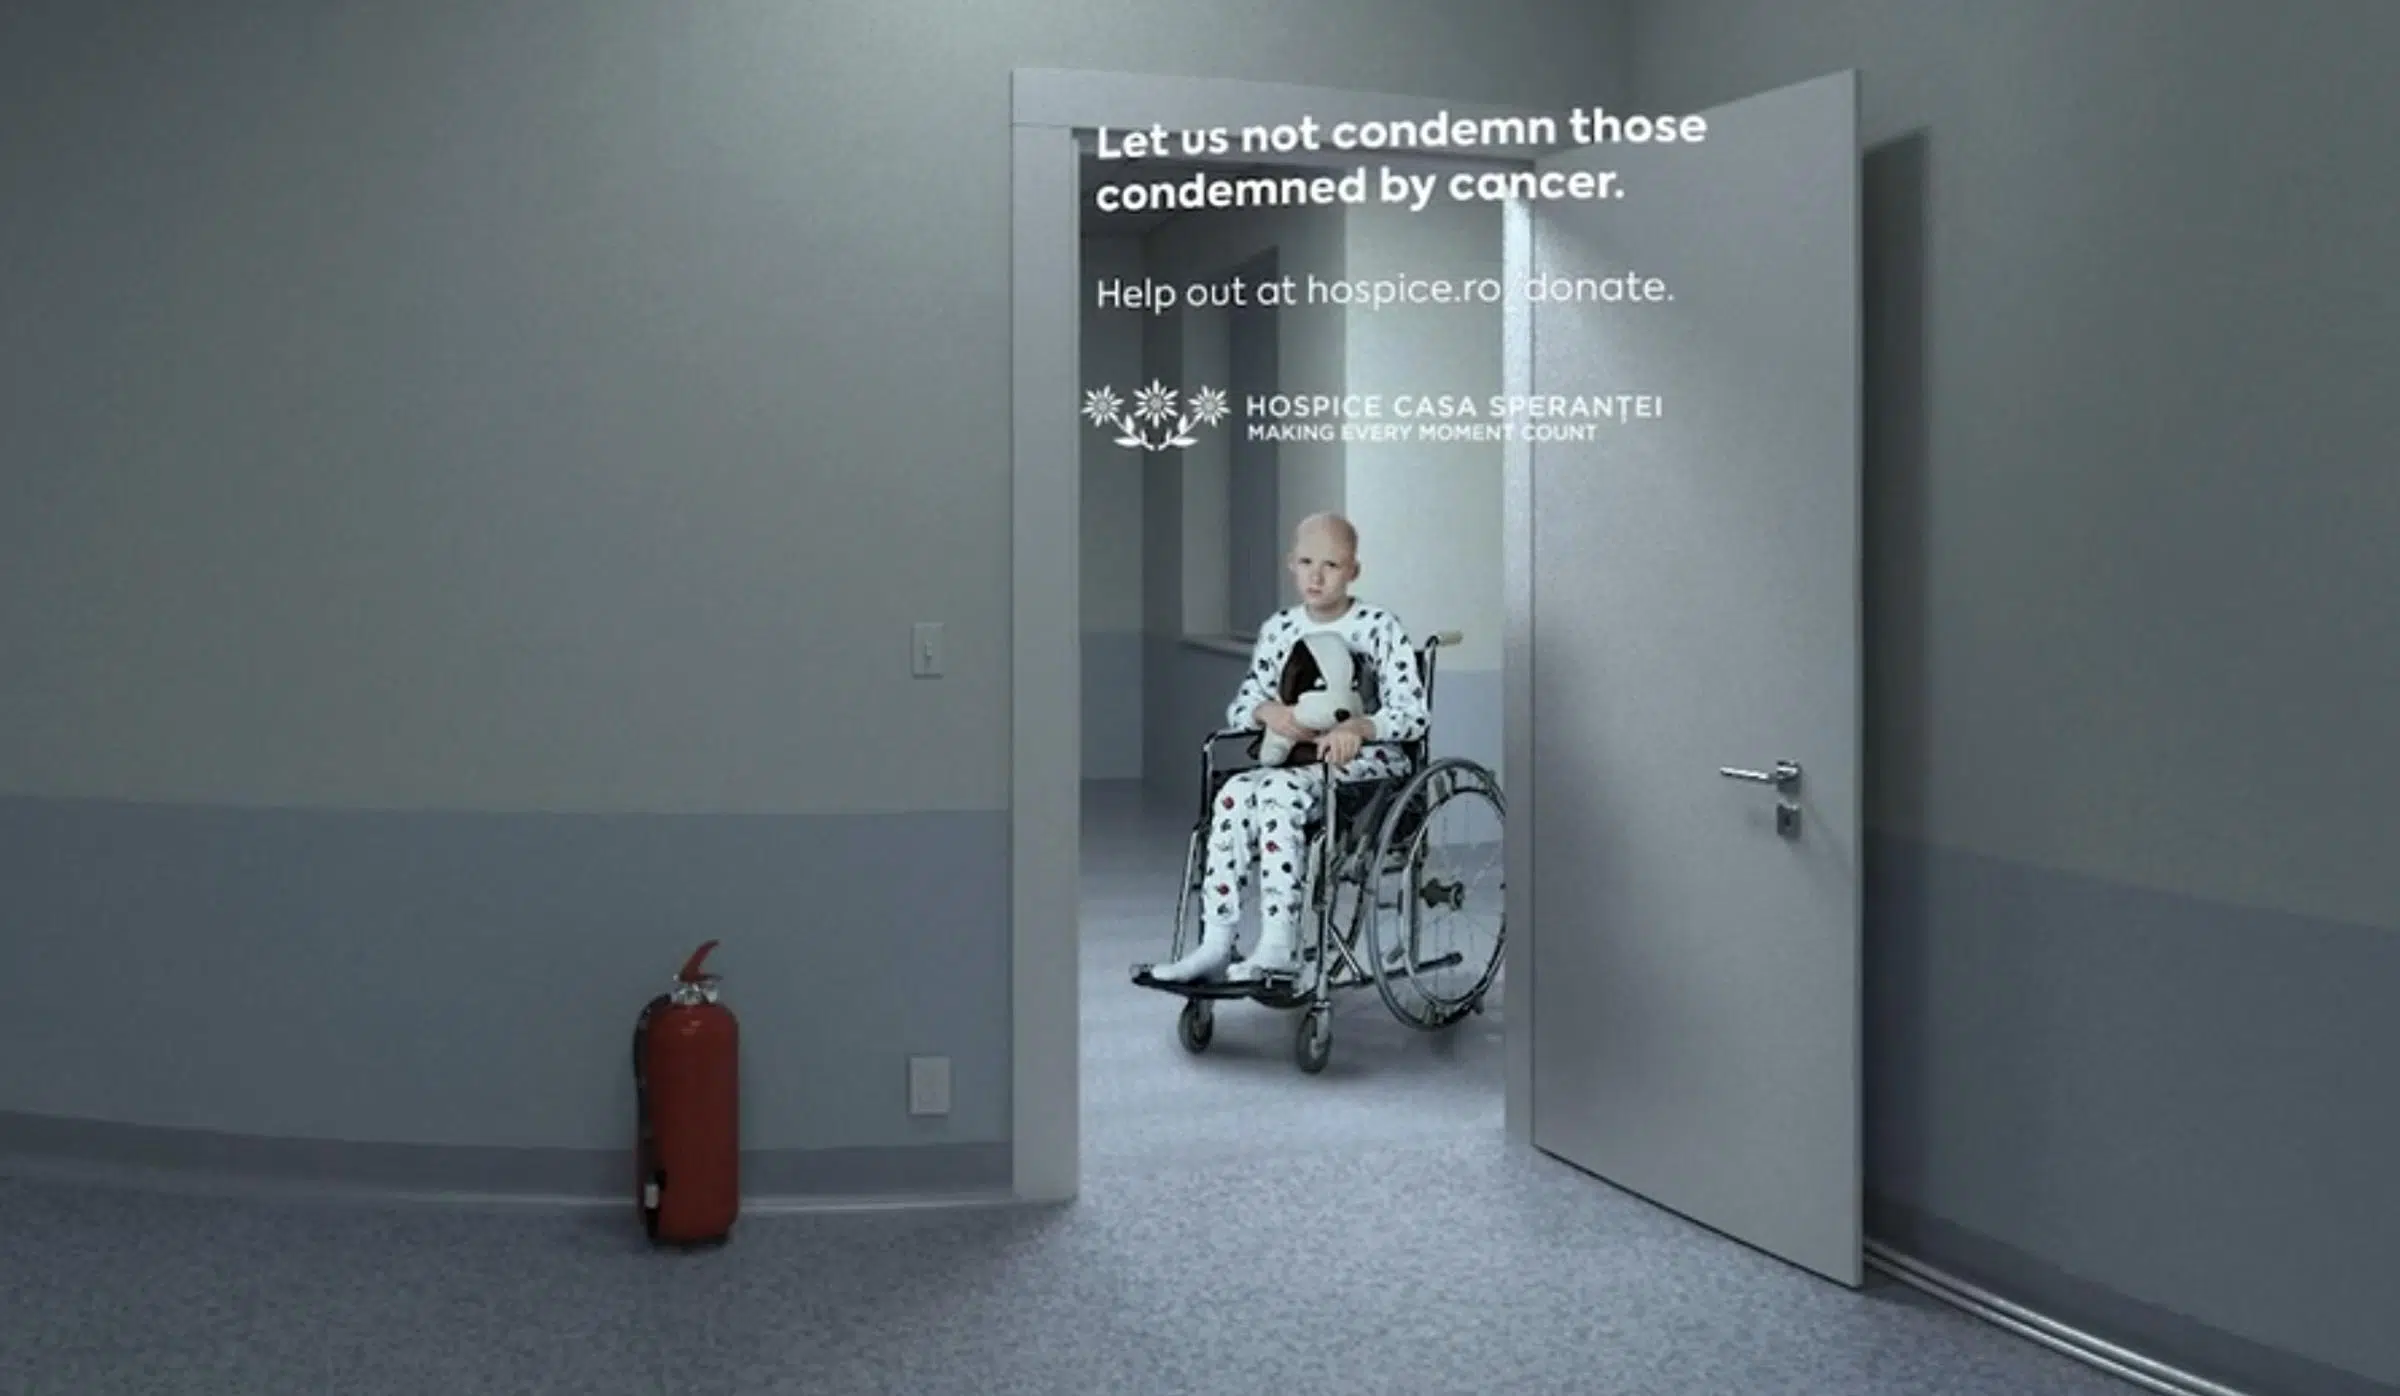 Let us not condemn those
condemned by cancer.
Help out at hospice.ro/donate.
HOSPICE CASA SPERANȚEI
MAKING EVERY MOMENT COUNT